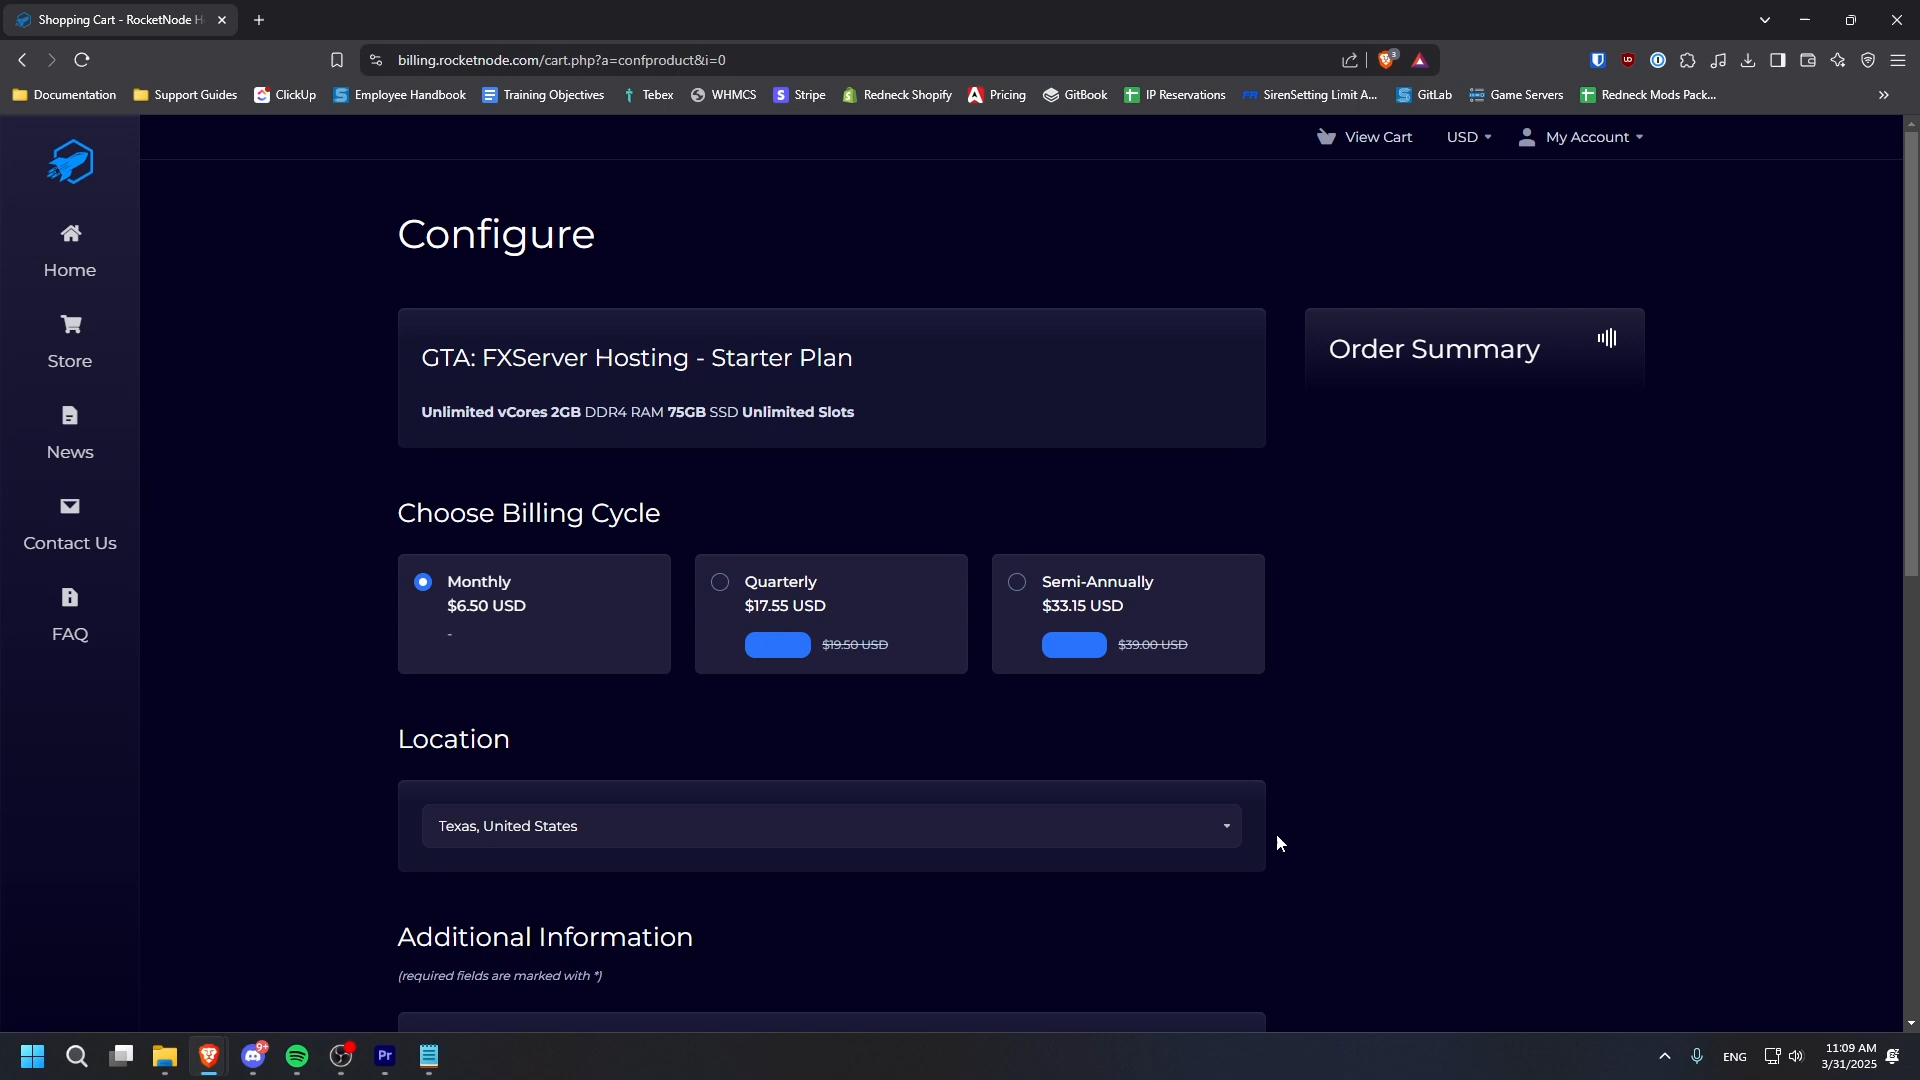 Shopping Cart - RocketNode H
billing.rocketnode.com/cart.php?a=confproduct&i=0
3
Documentation
Support Guides
ClickUp
Employee Handbook
Training Objectives
Tebex
WHMCS
Stripe
Redneck Shopify
Pricing
GitBook
IP Reservations
SirenSetting Limit A...
GitLab
Game Servers
Redneck Mods Pack...
»
View Cart
USD
My Account
Home
Store
News
Contact Us
FAQ
Configure
GTA: FXServer Hosting - Starter Plan
Unlimited vCores 2GB DDR4 RAM 75GB SSD Unlimited Slots
Order Summary
Choose Billing Cycle
Monthly
$6.50 USD
-
Quarterly
$17.55 USD
$19.50 USD
Semi-Annually
$33.15 USD
$39.00 USD
Location
Texas, United States
Additional Information
(required fields are marked with *)
9+
Pr
ENG
11:09 AM
3/31/2025